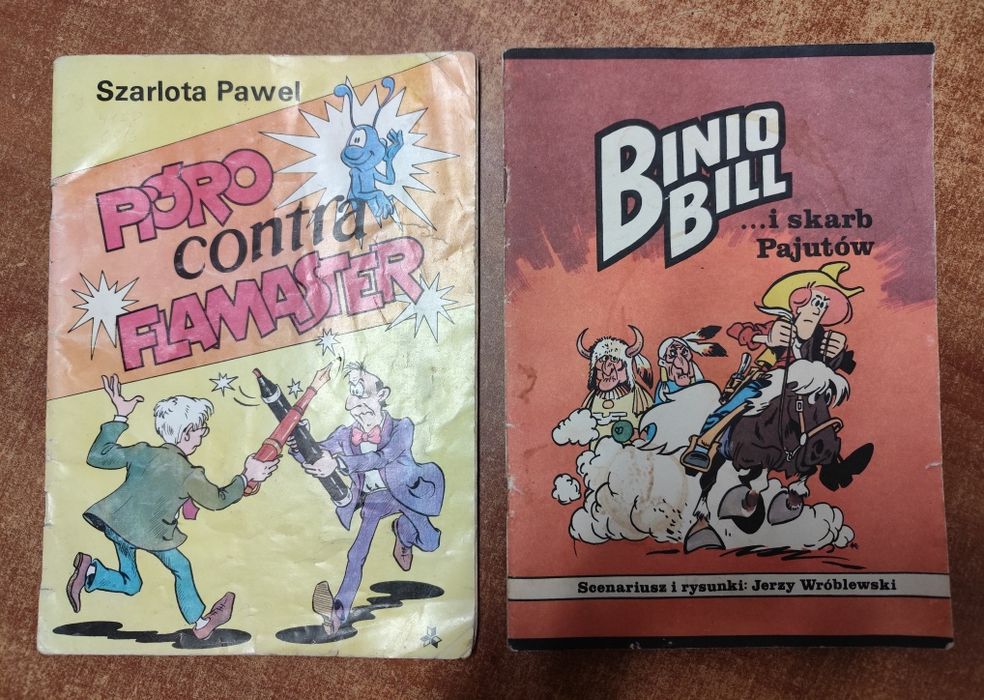 Szarlota Pawel
PIÓRO
contra
FLAMASTER
BINIO
BILL
...i skarb
Pajutów
Scenariusz i rysunki: Jerzy Wróblewski